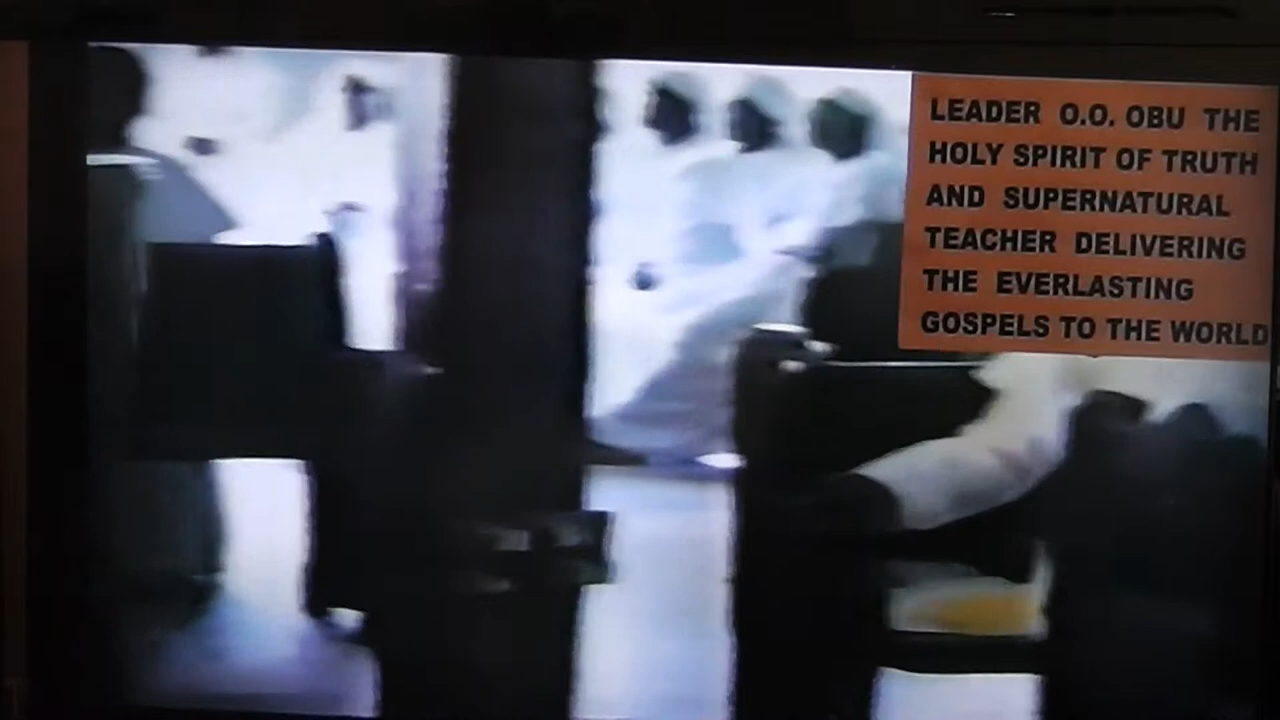 LEADER O.O. OBU THE
HOLY SPIRIT OF TRUTH
AND SUPERNATURAL
TEACHER DELIVERING
THE EVERLASTING
GOSPELS TO THE WORLD